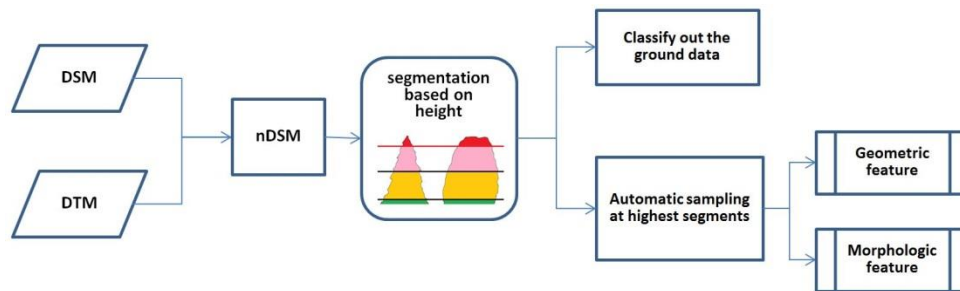 DSM
DTM
nDSM
segmentation
based on
height
Classify out the
ground data
Automatic sampling
at highest segments
Geometric
feature
Morphologic
feature